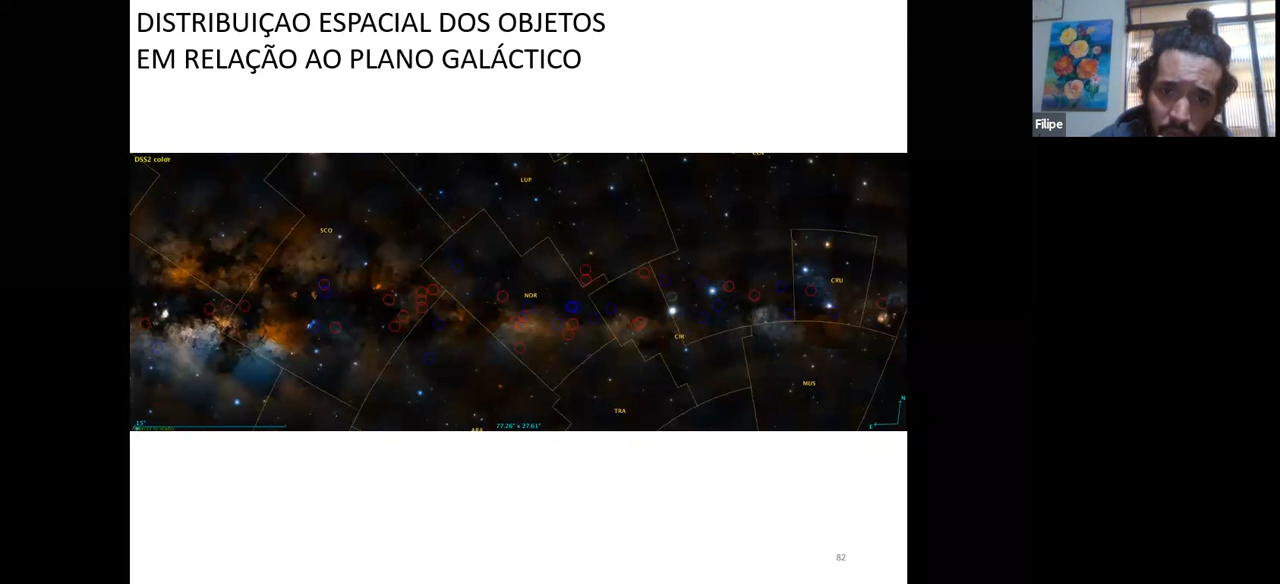 DISTRIBUIÇAO ESPACIAL DOS OBJETOS
EM RELAÇÃO AO PLANO GALÁCTICO
Filipe
DSS2 color
LUP
SCO
CRU
NOR
CIR
MUS
TRA
15°
77.26° x 27.61°
N
E
82